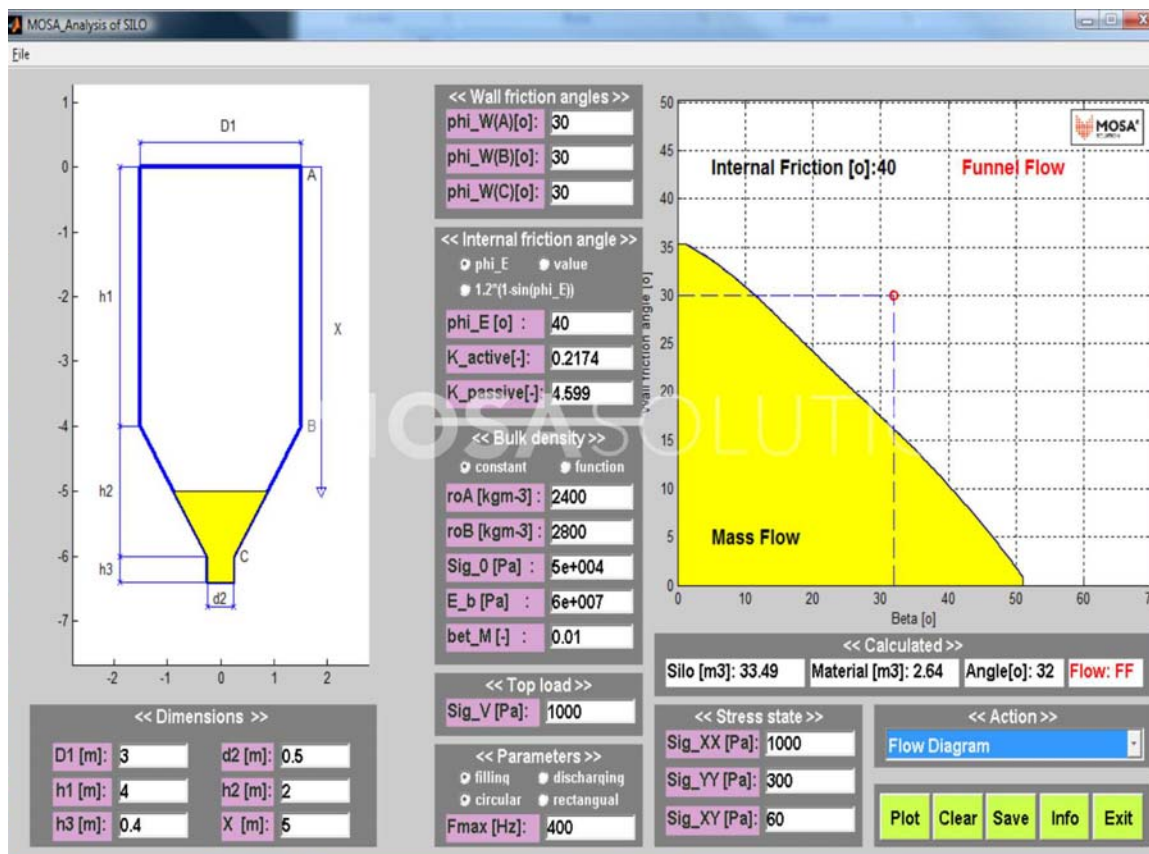 MOSA_Analysis of SILO
File
1
0
-1
-2
-3
-4
-5
-6
-7
-2 -1 0 1 2
D1
A
h1
X
B
h2
C
h3
d2
<< Dimensions >>
D1 [m]: 3 d2 [m]: 0.5
h1 [m]: 4 h2 [m]: 2
h3 [m]: 0.4 X [m]: 5
<< Wall friction angles >>
phi_W(A)[o]: 30
phi_W(B)[o]: 30
phi_W(C)[o]: 30
<< Internal friction angle >>
phi_E value
1.2*(1-sin(phi_E))
phi_E [o] : 40
K_active[-]: 0.2174
K_passive[-]: 4.599
<< Bulk density >>
constant function
roA [kgm-3] : 2400
roB [kgm-3] : 2800
Sig_0 [Pa] : 5e+004
E_b [Pa] : 6e+007
bet_M [-] : 0.01
<< Top load >>
Sig_V [Pa]: 1000
<< Parameters >>
filling discharging
circular rectangual
Fmax [Hz]: 400
MOSA SOLUTI
50
45
40
35
30
25
20
15
10
5
0
Wall friction angle [o]
Internal Friction [o]:40 Funnel Flow
MOSA
Mass Flow
0 10 20 30 40 50 60
Beta [o]
<< Calculated >>
Silo [m3]: 33.49 Material [m3]: 2.64 Angle[o]: 32 Flow: FF
<< Stress state >>
Sig_XX [Pa]: 1000
Sig_YY [Pa]: 300
Sig_XY [Pa]: 60
<< Action >>
Flow Diagram
Plot Clear Save Info Exit